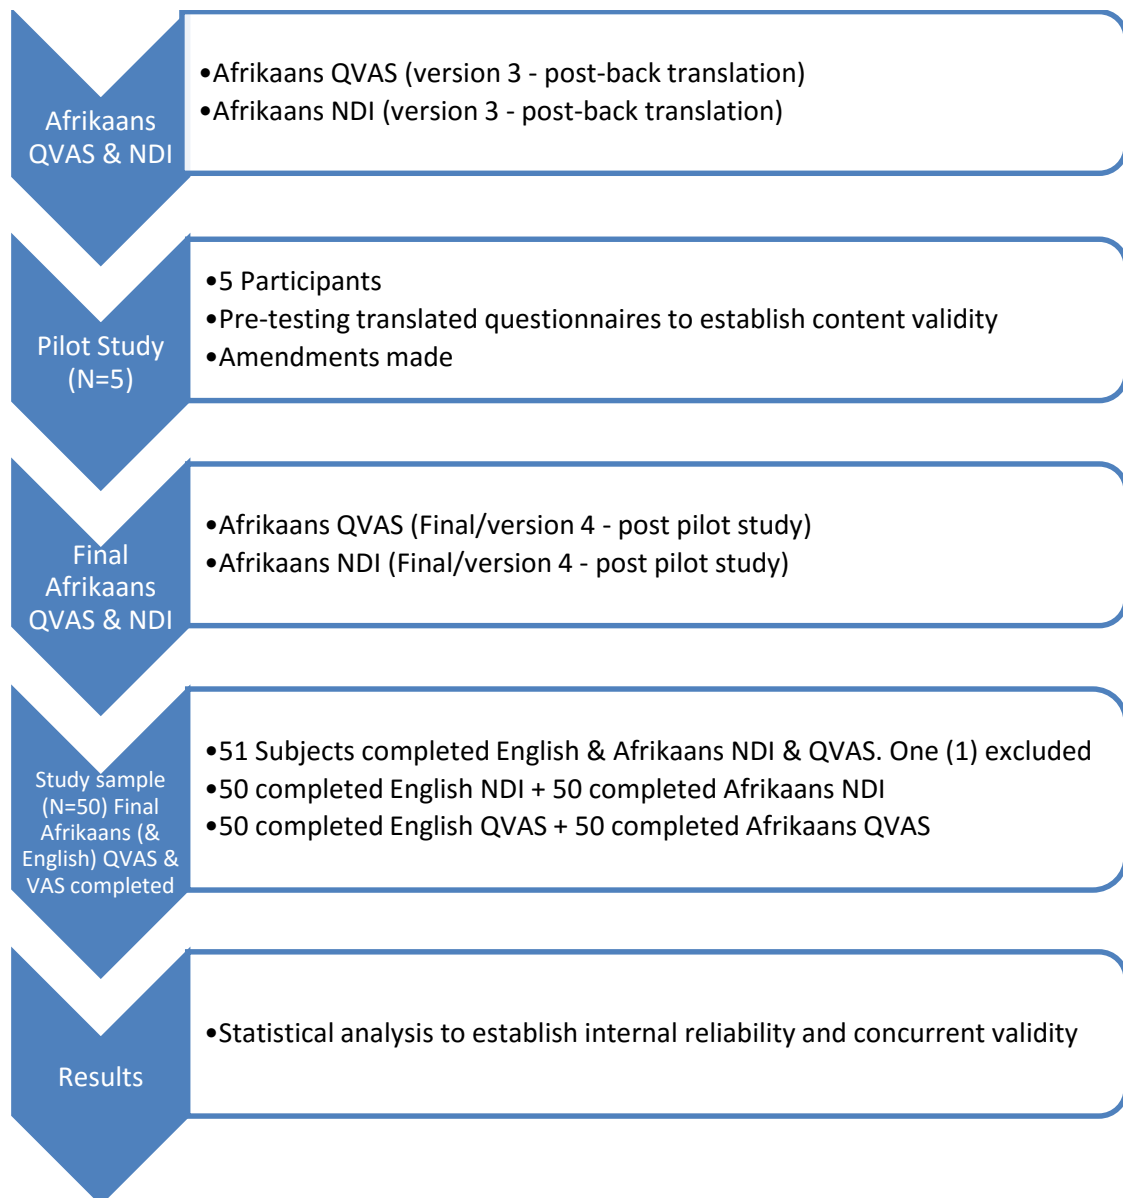 Afrikaans
QVAS & NDI
•Afrikaans QVAS (version 3 - post-back translation)
•Afrikaans NDI (version 3 - post-back translation)
Pilot Study
(N=5)
•5 Participants
•Pre-testing translated questionnaires to establish content validity
•Amendments made
Final
Afrikaans
QVAS & NDI
•Afrikaans QVAS (Final/version 4 - post pilot study)
•Afrikaans NDI (Final/version 4 - post pilot study)
Study sample
(N=50) Final
Afrikaans (&
English) QVAS &
VAS completed
•51 Subjects completed English & Afrikaans NDI & QVAS. One (1) excluded
•50 completed English NDI + 50 completed Afrikaans NDI
•50 completed English QVAS + 50 completed Afrikaans QVAS
Results
•Statistical analysis to establish internal reliability and concurrent validity